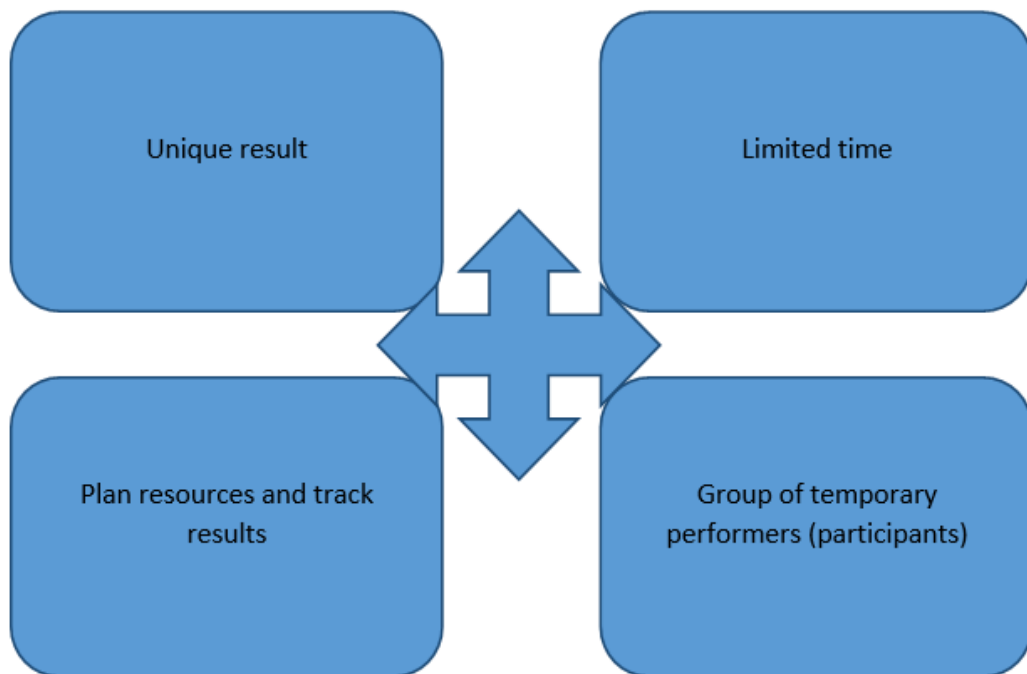 Unique result
Limited time
Plan resources and track
results
Group of temporary
performers (participants)